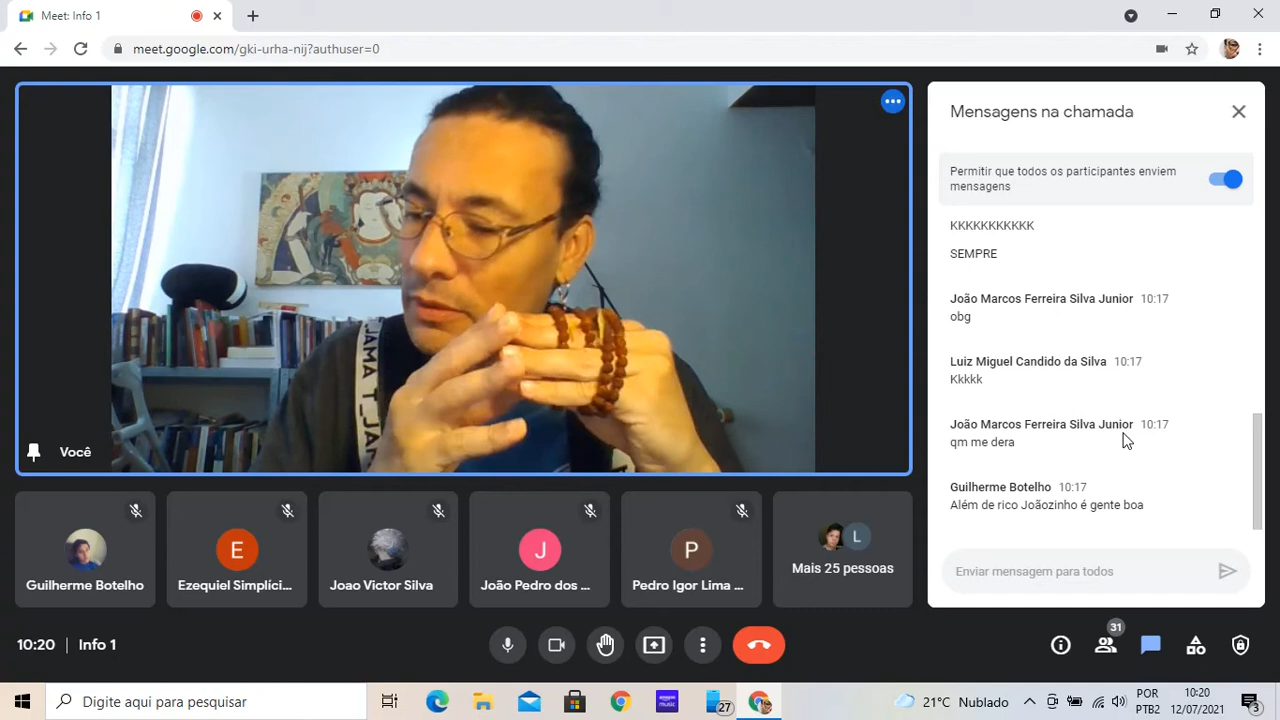 Meet: Info 1
meet.google.com/gki-urha-nij?authuser=0
Mensagens na chamada
Permitir que todos os participantes enviem
mensagens
KKKKKKKKKKK
SEMPRE
João Marcos Ferreira Silva Junior 10:17
obg
Luiz Miguel Candido da Silva 10:17
Kkkkk
João Marcos Ferreira Silva Junior 10:17
qm me dera
Guilherme Botelho 10:17
Além de rico Joãozinho é gente boa
Enviar mensagem para todos
Você
Guilherme Botelho
E
Ezequiel Simplíci...
Joao Victor Silva
J
João Pedro dos ...
P
Pedro Igor Lima ...
L
Mais 25 pessoas
10:20 | Info 1
31
Digite aqui para pesquisar
amazon music
27
21°C Nublado
POR
PTB2
10:20
12/07/2021
3